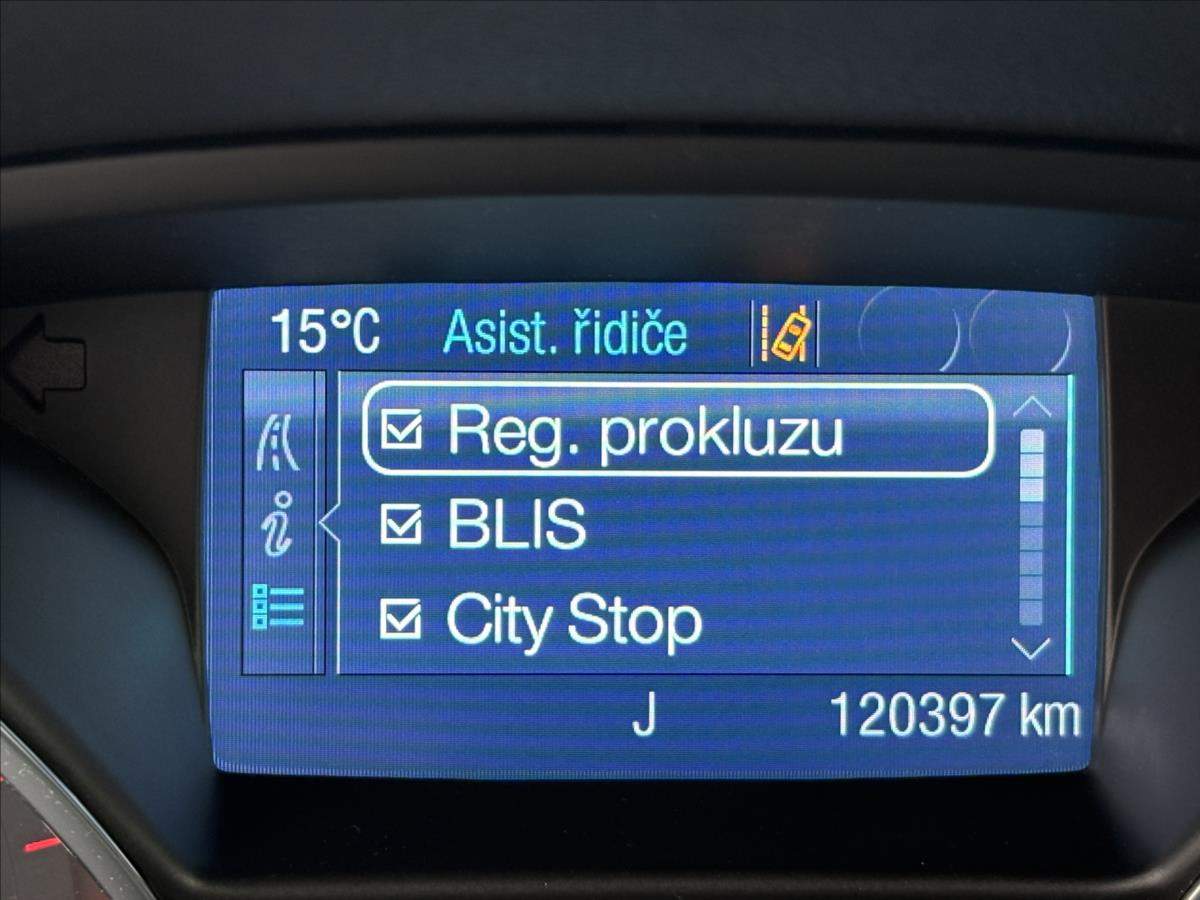 15°C Asist. řidiče
Reg. prokluzu
BLIS
City Stop
J 120397 km